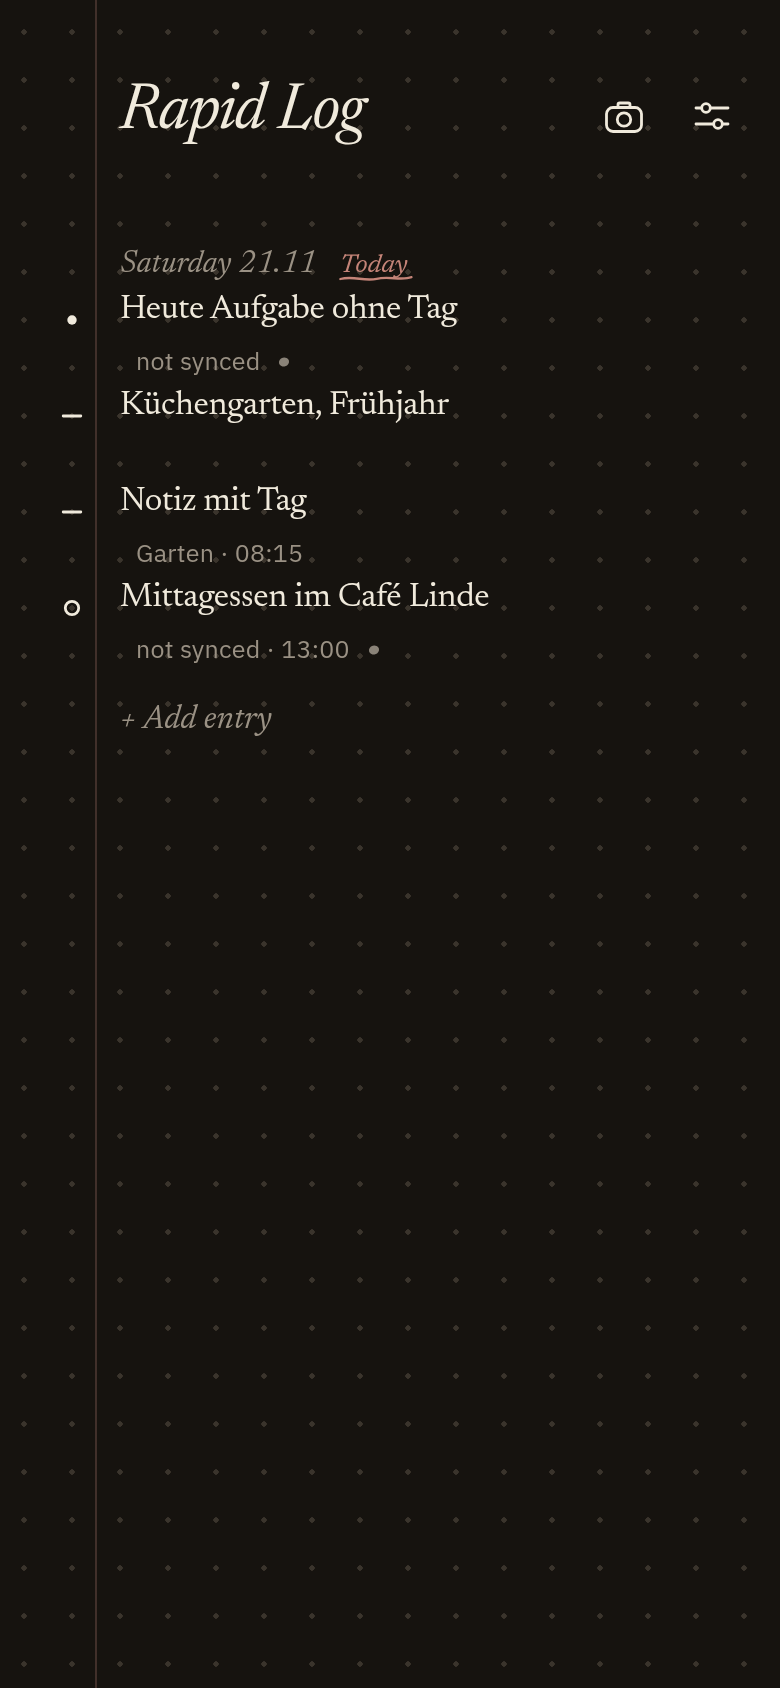 Rapid Log
Saturday 21.11 Today
Heute Aufgabe ohne Tag
not synced
Küchengarten, Frühjahr
Notiz mit Tag
Garten · 08:15
Mittagessen im Café Linde
not synced · 13:00
+ Add entry